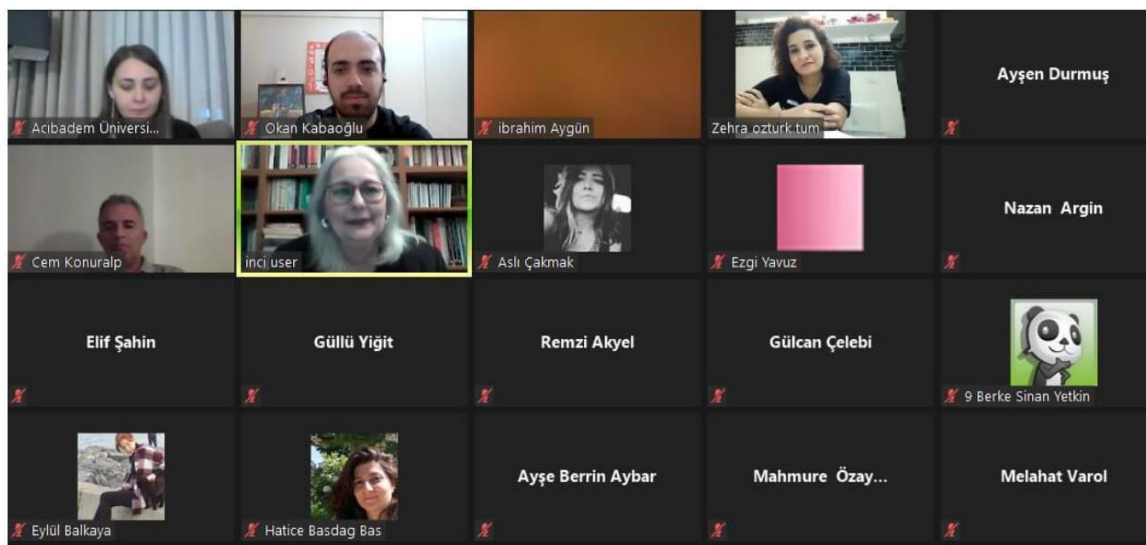 Acıbadem Üniversi...
Okan Kabaoğlu
ibrahim Aygün
Zehra ozturk tum
Ayşen Durmuş
Cem Konuralp
inci user
Aslı Çakmak
Ezgi Yavuz
Nazan Argin
Elif Şahin
Güllü Yiğit
Remzi Akyel
Gülcan Çelebi
9 Berke Sinan Yetkin
Eylül Balkaya
Hatice Basdag Bas
Ayşe Berrin Aybar
Mahmure Özay...
Melahat Varol